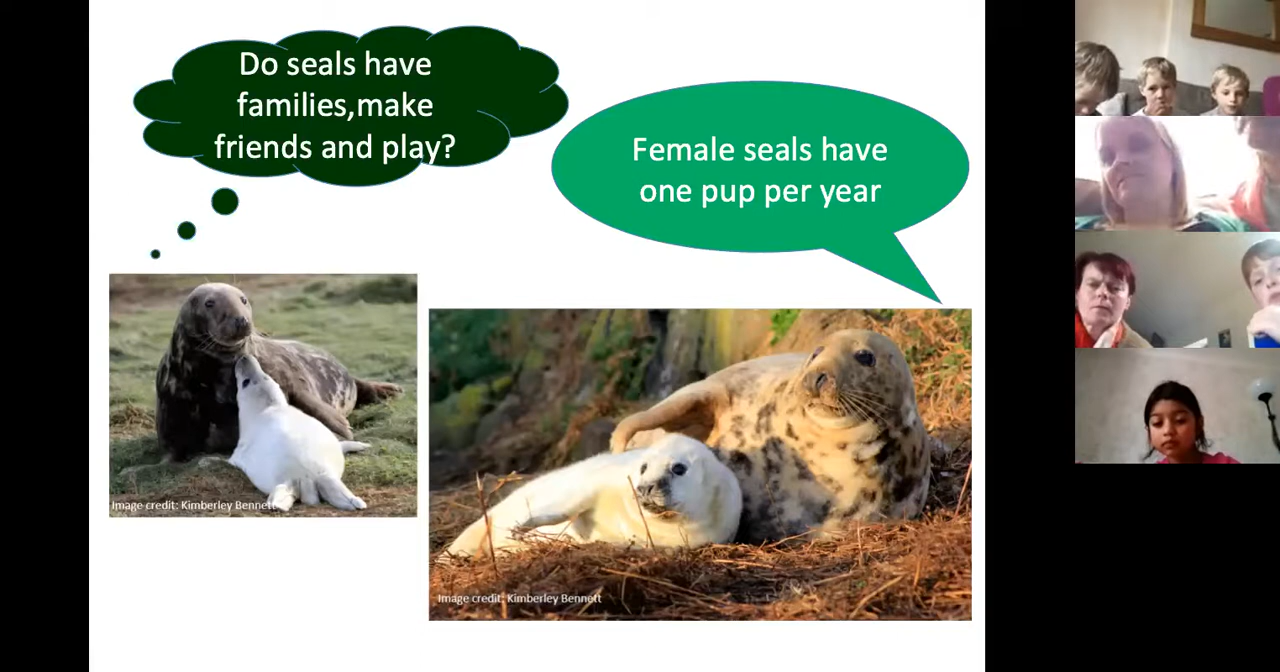 Do seals have
families,make
friends and play?
Female seals have
one pup per year
Image credit: Kimberley Bennett
Image credit: Kimberley Bennett